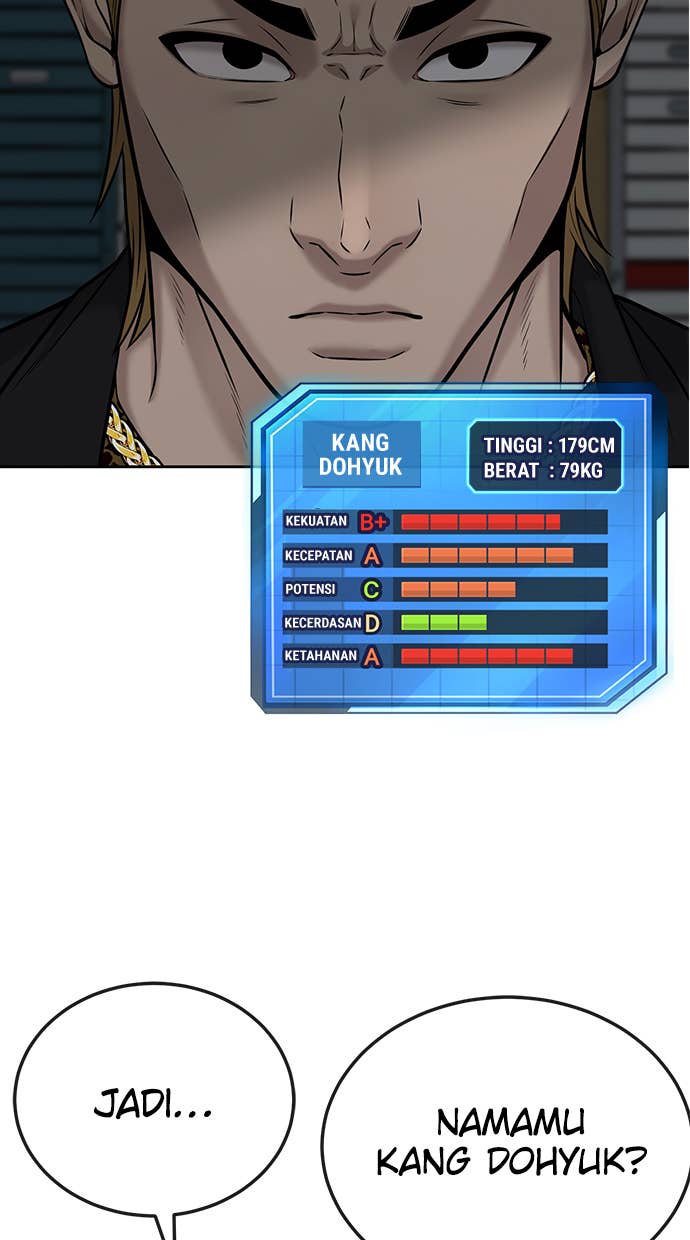 KANG
DOHYUK
TINGGI : 179CM
BERAT : 79KG
KEKUATAN B+
KECEPATAN A
POTENSI C
KECERDASAN D
KETAHANAN A
JADI...
NAMAMU
KANG DOHYUK?